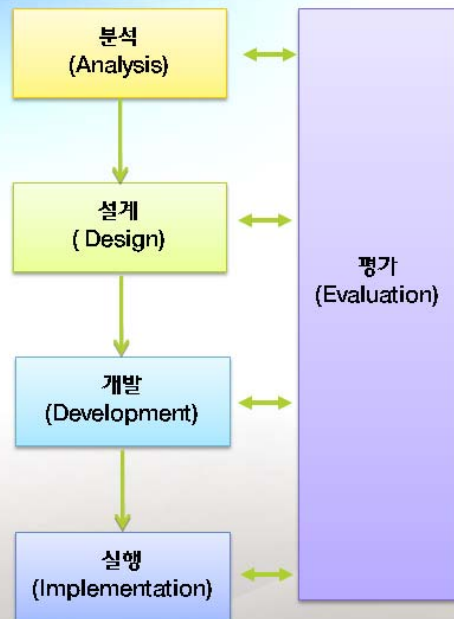 분석
(Analysis)
설계
( Design)
평가
(Evaluation)
개발
(Development)
실행
(Implementation)